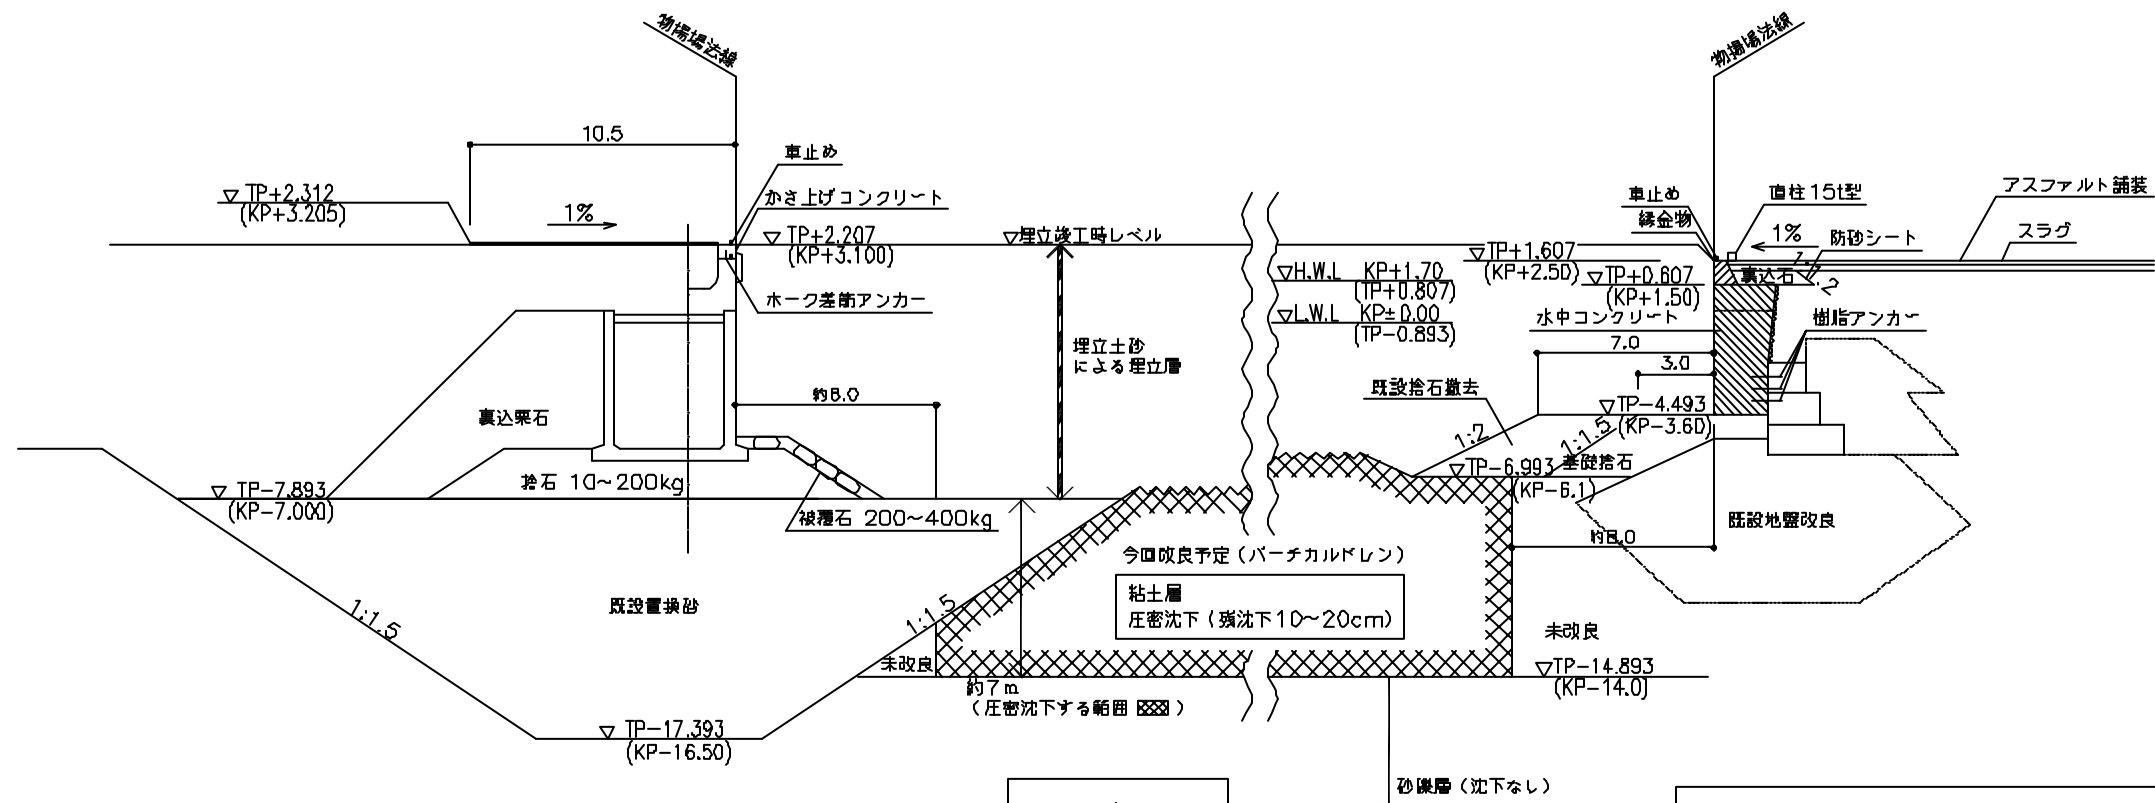 物揚場法線
物揚場法線
10.5
車止め
TP+2.312
(KP+3.205)
1%
かさ上げコンクリート
TP+2.207
(KP+3.100)
埋立竣工時レベル
ホーク差筋アンカー
車止め
縁金物
直柱15t型
アスファルト舗装
1%
防砂シート
スラグ
H.W.L KP+1.70
(TP+0.807)
L.W.L KP±0.00
(TP-0.893)
TP+1.607
(KP+2.50)
TP+0.607
(KP+1.50)
裏込石
水中コンクリート
樹脂アンカー
7.0
3.0
埋立土砂
による埋立層
約8.0
裏込栗石
既設捨石撤去
TP-4.493
(KP-3.60)
1:2
1:1.5
TP-6.993
(KP-6.1)
基礎捨石
捨石 10~200kg
TP-7.893
(KP-7.000)
被覆石 200~400kg
既設地盤改良
約8.0
今回改良予定(バーチカルドレン)
粘土層
圧密沈下(残沈下10~20cm)
既設置換砂
1:1.5
1:1.5
未改良
未改良
約7m
(圧密沈下する範囲 )
TP-14.893
(KP-14.0)
TP-17.393
(KP-16.50)
砂礫層(沈下なし)